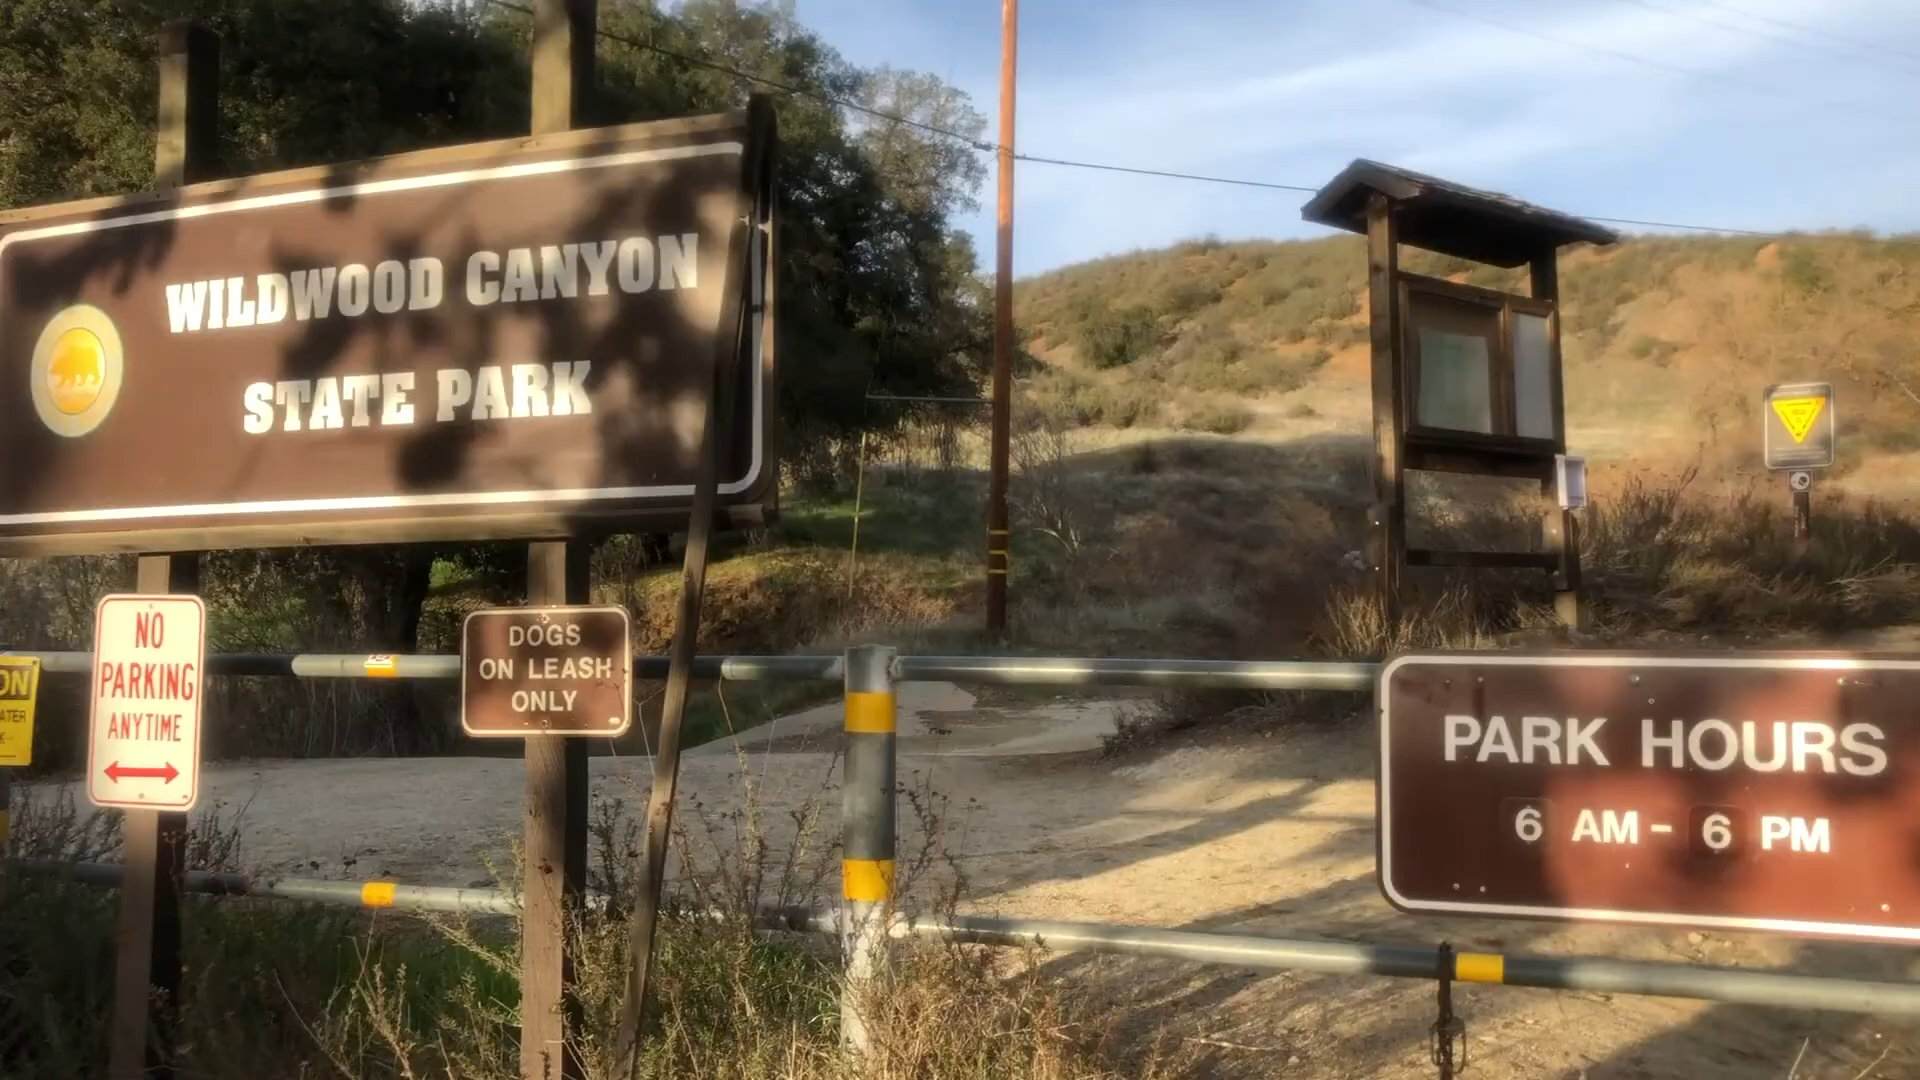 WILDWOOD CANYON
STATE PARK
NO
PARKING
ANYTIME
DOGS
ON LEASH
ONLY
PARK HOURS
6 AM - 6 PM